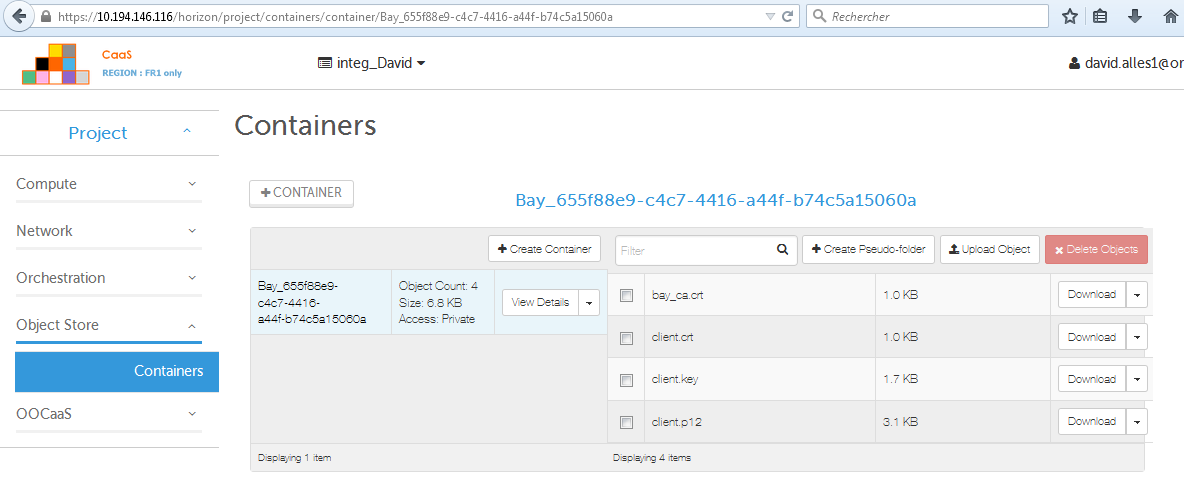 https://10.194.146.116/horizon/project/containers/container/Bay_655f88e9-c4c7-4416-a44f-b74c5a15060a
Rechercher
CaaS
REGION : FR1 only
integ_David
david.alles1@or
Project
Containers
Compute
Network
Orchestration
Object Store
Containers
OOCaaS
CONTAINER
Bay_655f88e9-c4c7-4416-a44f-b74c5a15060a
Create Container
Filter
Create Pseudo-folder
Upload Object
Delete Objects
Bay_655f88e9-
c4c7-4416-
a44f-b74c5a15060a
Object Count: 4
Size: 6.8 KB
Access: Private
View Details
bay_ca.crt 1.0 KB Download
client.crt 1.0 KB Download
client.key 1.7 KB Download
client.p12 3.1 KB Download
Displaying 1 item
Displaying 4 items